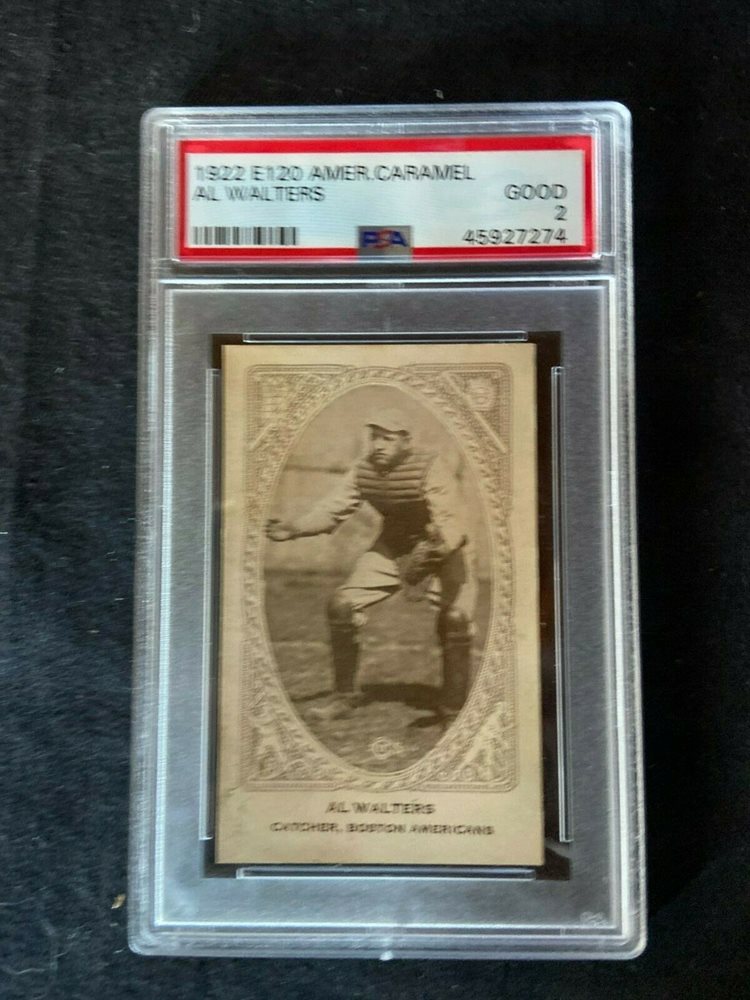 1922 E120 AMER.CARAMEL
AL WALTERS GOOD
2
PSA 45927274
AL WALTERS
CATCHER, BOSTON AMERICANS